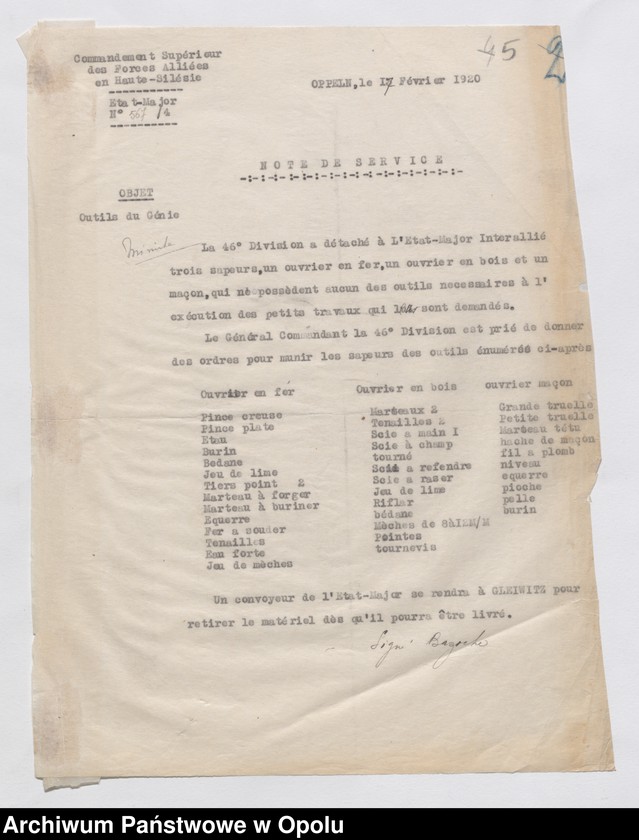 45 2
Commandement Supérieur
des Forces Alliées
en Haute-Silésie
OPPELN, le 17 Février 1920
Etat-Major
N° 567 /4
NOTE DE SERVICE
OBJET
Outils du Génie
Minute
La 46° Division a détaché à L'Etat-Major Interallié
trois sapeurs, un ouvrier en fer, un ouvrier en bois et un
maçon, qui ne possèdent aucun des outils necessaires à l'
exécution des petits travaux qui sont demandés.
Le Général Commandant la 46° Division est prié de donner
des ordres pour munir les sapeurs des outils énumérés ci-après
Ouvrier en fer
Pince creuse
Pince plate
Etau
Burin
Bedane
Jeu de lime
Tiers point 2
Marteau à forger
Marteau à buriner
Equerre
Fer a souder
Tenailles
Eau forte
Jeu de mèches
Ouvrier en bois
Marteaux 2
Tenailles 2
Scie a main I
Scie à champ
tourné
Scie a refendre
Scie a raser
Jeu de lime
Riflar
bédane
Mèches de 8àI2M/M
Pointes
tournevis
ouvrier maçon
Grande truelle
Petite truelle
Marteau têtu
hache de maçon
fil a plomb
niveau
equerre
pioche
pelle
burin
Un convoyeur de l'Etat-Major se rendra à GLEIWITZ pour
retirer le matériel dès qu'il pourra être livré.
Signé
Archiwum Państwowe w Opolu